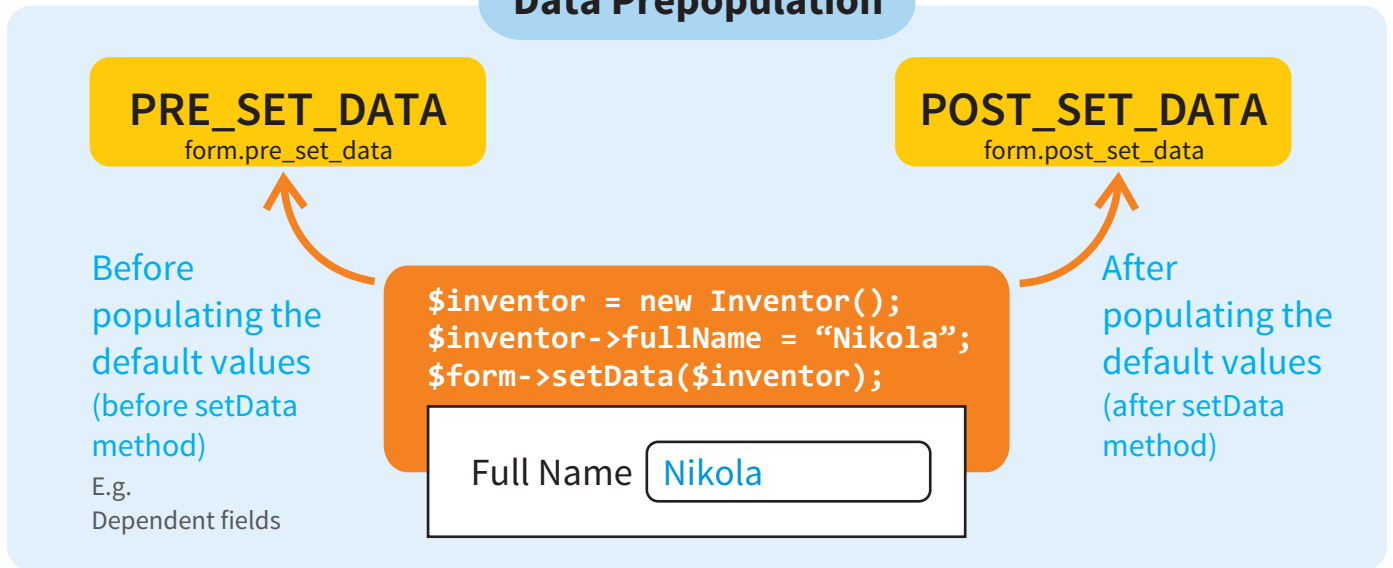 Data Prepopulation
PRE_SET_DATA
form.pre_set_data
POST_SET_DATA
form.post_set_data
Before
populating the
default values
(before setData
method)
E.g.
Dependent fields
$inventor = new Inventor();
$inventor->fullName = “Nikola”;
$form->setData($inventor);
Full Name Nikola
After
populating the
default values
(after setData
method)